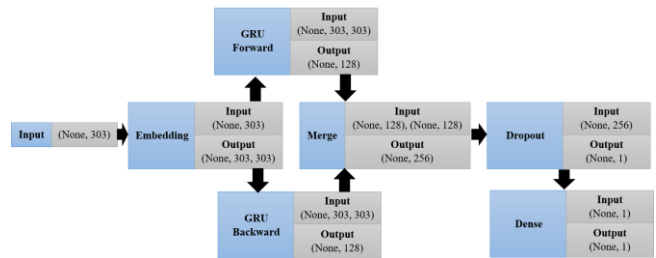 Input
(None, 303)
Embedding
Input
(None, 303)
Output
(None, 303, 303)
GRU
Forward
Input
(None, 303, 303)
Output
(None, 128)
GRU
Backward
Input
(None, 303, 303)
Output
(None, 128)
Merge
Input
(None, 128), (None, 128)
Output
(None, 256)
Dropout
Input
(None, 256)
Output
(None, 1)
Dense
Input
(None, 1)
Output
(None, 1)